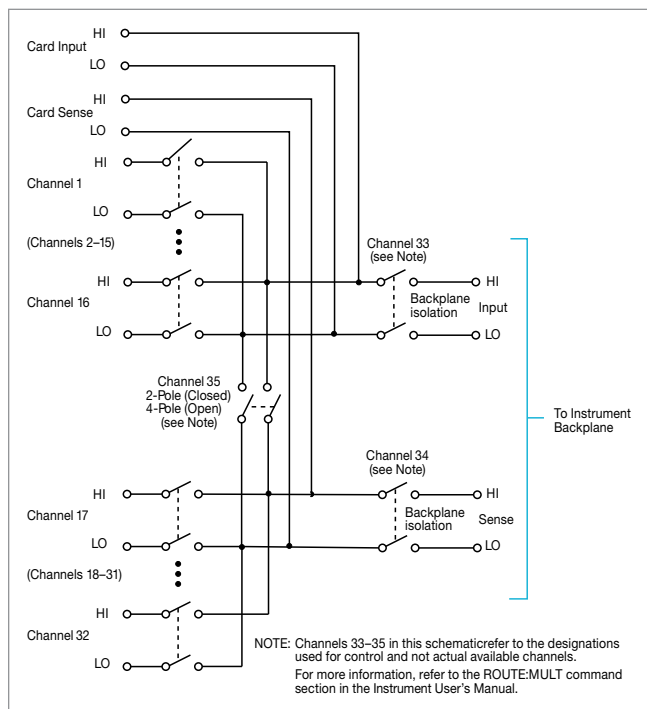 Card Input
HI
LO
Card Sense
HI
LO
Channel 1
HI
LO
(Channels 2–15)
Channel 16
HI
LO
Channel 33
(see Note)
Backplane
isolation
HI
Input
LO
Channel 35
2-Pole (Closed)
4-Pole (Open)
(see Note)
To Instrument
Backplane
Channel 17
HI
LO
Channel 34
(see Note)
Backplane
isolation
HI
Sense
LO
(Channels 18–31)
Channel 32
HI
LO
NOTE: Channels 33–35 in this schematicrefer to the designations
used for control and not actual available channels.
For more information, refer to the ROUTE:MULT command
section in the Instrument User's Manual.